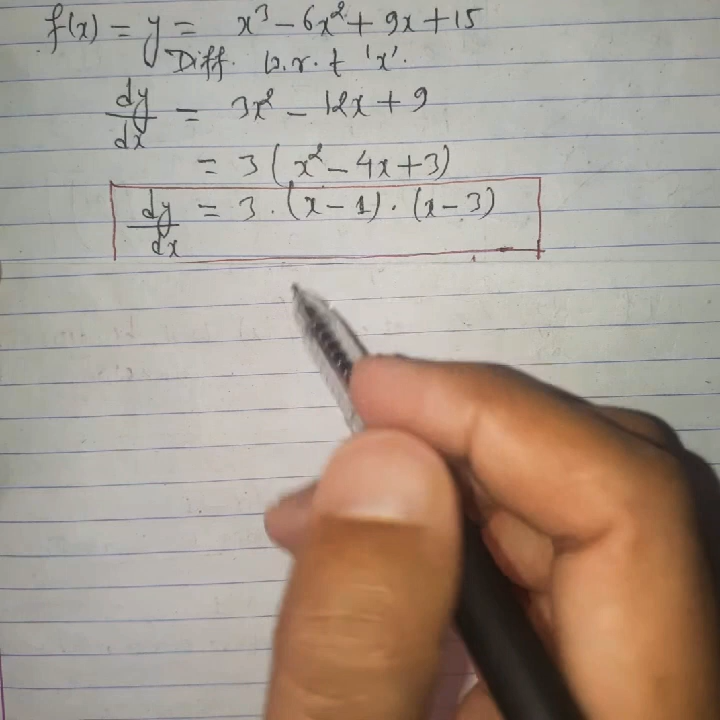 f(x) = y = x³ - 6x² + 9x + 15
Diff. w.r.t 'x'.
dy/dx = 3x² - 12x + 9
= 3(x² - 4x + 3)
dy/dx = 3 · (x - 1) · (x - 3)